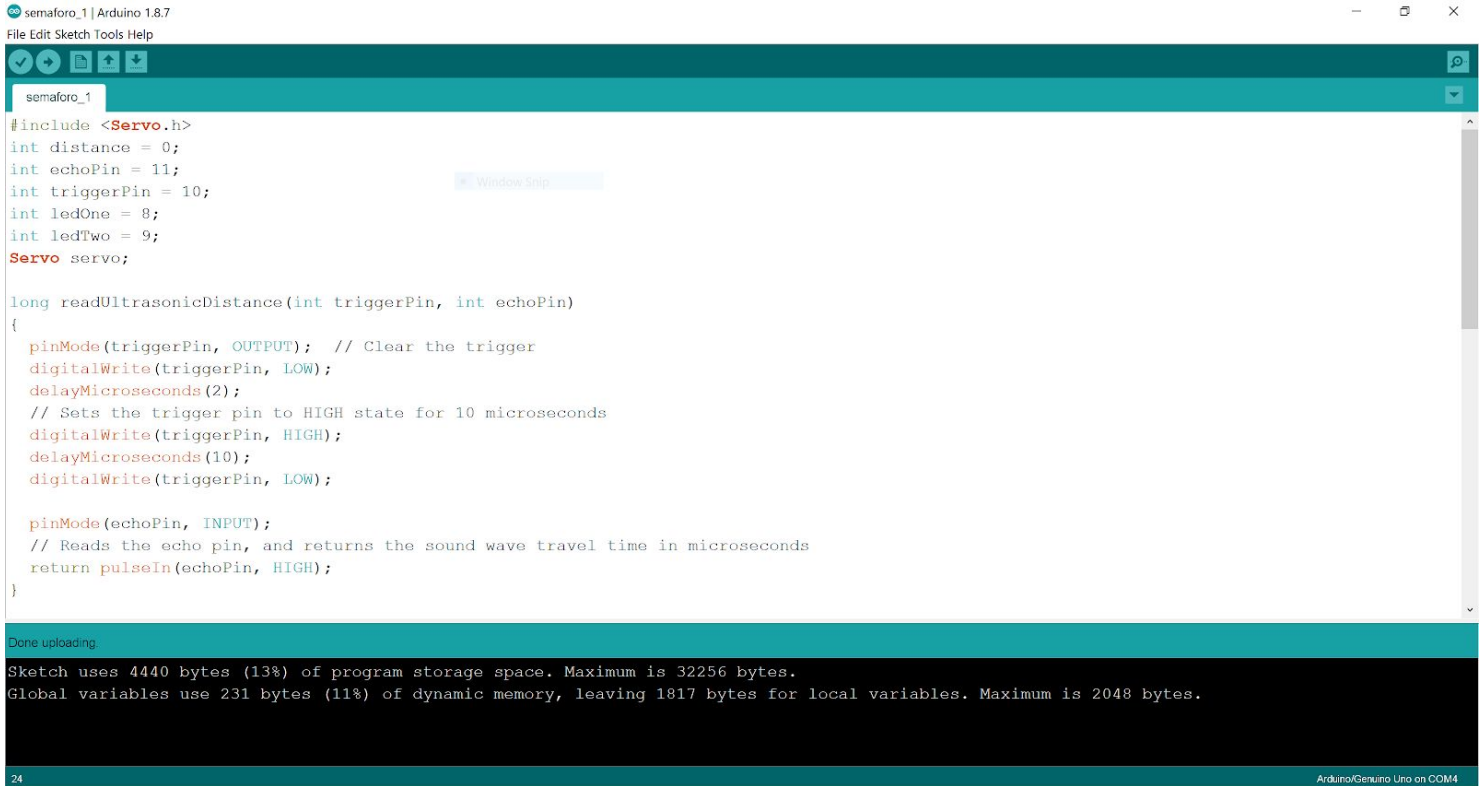 semaforo_1 | Arduino 1.8.7
File Edit Sketch Tools Help
semaforo_1
#include <Servo.h>
int distance = 0;
int echoPin = 11;
Window Snip
int triggerPin = 10;
int ledOne = 8;
int ledTwo = 9;
Servo servo;
long readUltrasonicDistance(int triggerPin, int echoPin)
{
pinMode(triggerPin, OUTPUT);  // Clear the trigger
digitalWrite(triggerPin, LOW);
delayMicroseconds(2);
// Sets the trigger pin to HIGH state for 10 microseconds
digitalWrite(triggerPin, HIGH);
delayMicroseconds(10);
digitalWrite(triggerPin, LOW);
pinMode(echoPin, INPUT);
// Reads the echo pin, and returns the sound wave travel time in microseconds
return pulseIn(echoPin, HIGH);
}
Done uploading.
Sketch uses 4440 bytes (13%) of program storage space. Maximum is 32256 bytes.
Global variables use 231 bytes (11%) of dynamic memory, leaving 1817 bytes for local variables. Maximum is 2048 bytes.
24
Arduino/Genuino Uno on COM4